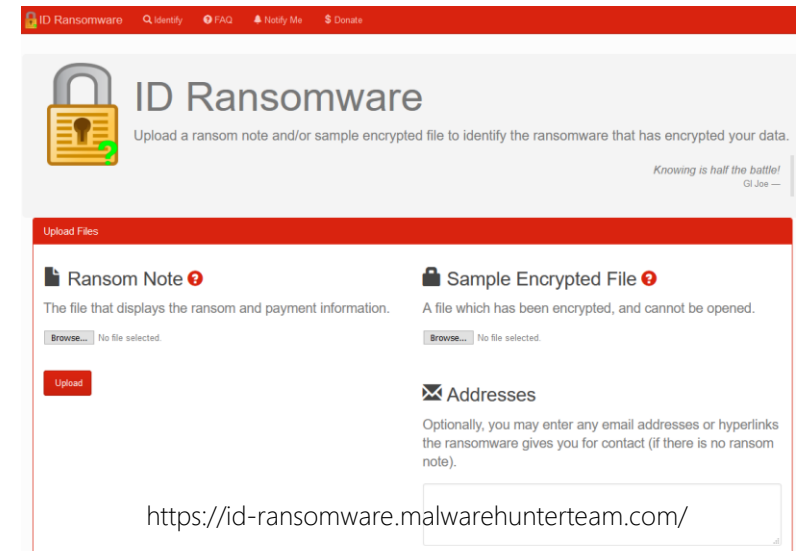 ID Ransomware Identify FAQ Notify Me $ Donate
ID Ransomware
Upload a ransom note and/or sample encrypted file to identify the ransomware that has encrypted your data.
Knowing is half the battle!
GI Joe —
Upload Files
Ransom Note ?
The file that displays the ransom and payment information.
Browse... No file selected.
Upload
Sample Encrypted File ?
A file which has been encrypted, and cannot be opened.
Browse... No file selected.
Addresses
Optionally, you may enter any email addresses or hyperlinks
the ransomware gives you for contact (if there is no ransom
note).
https://id-ransomware.malwarehunterteam.com/